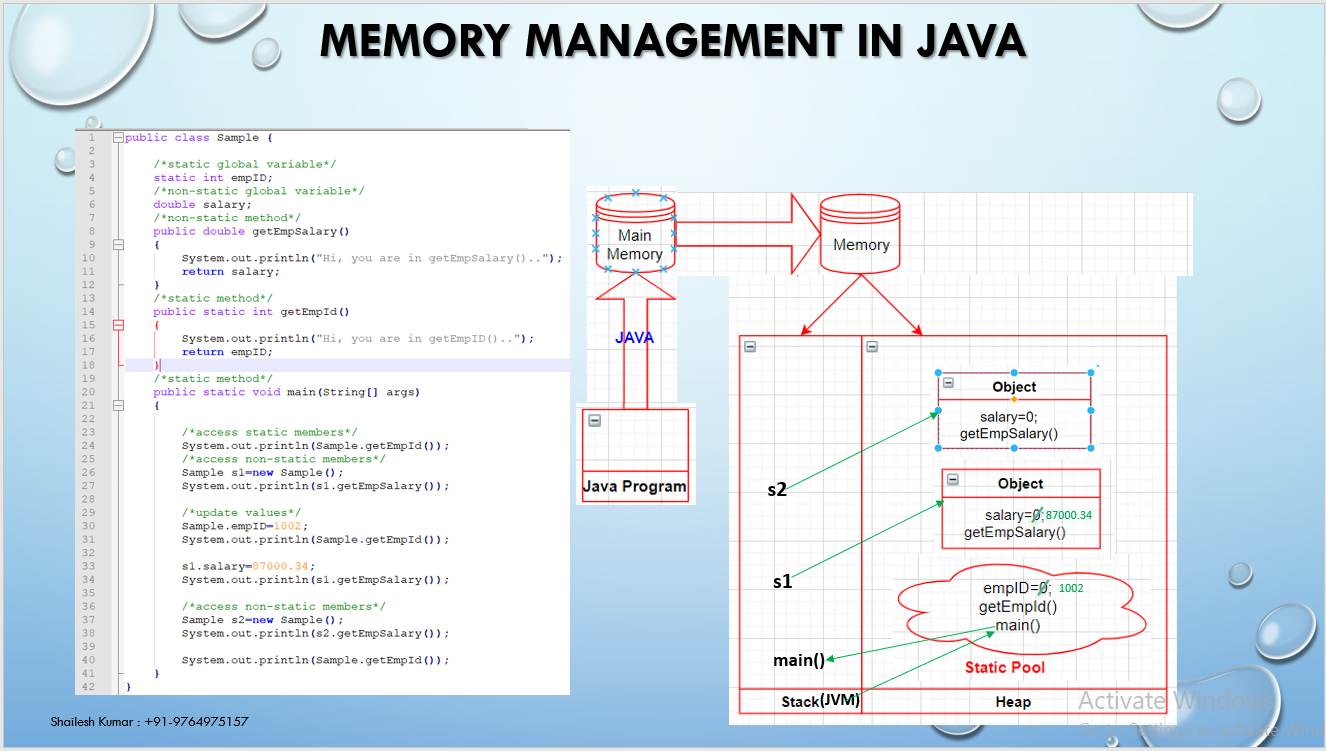 MEMORY MANAGEMENT IN JAVA
1 public class Sample {
2
3 /*static global variable*/
4 static int empID;
5 /*non-static global variable*/
6 double salary;
7 /*non-static method*/
8 public double getEmpSalary()
9 {
10 System.out.println("Hi, you are in getEmpSalary()..");
11 return salary;
12 }
13 /*static method*/
14 public static int getEmpId()
15 {
16 System.out.println("Hi, you are in getEmpID()..");
17 return empID;
18 }
19 /*static method*/
20 public static void main(String[] args)
21 {
22
23 /*access static members*/
24 System.out.println(Sample.getEmpId());
25 /*access non-static members*/
26 Sample s1=new Sample();
27 System.out.println(s1.getEmpSalary());
28
29 /*update values*/
30 Sample.empID=1002;
31 System.out.println(Sample.getEmpId());
32
33 s1.salary=87000.34;
34 System.out.println(s1.getEmpSalary());
35
36 /*access non-static members*/
37 Sample s2=new Sample();
38 System.out.println(s2.getEmpSalary());
39
40 System.out.println(Sample.getEmpId());
41 }
42 }
Main
Memory
Memory
JAVA
Java Program
Object
salary=0;
getEmpSalary()
s2
Object
salary=0; 87000.34
getEmpSalary()
s1
empID=0; 1002
getEmpId()
main()
main()
Static Pool
Stack(JVM)
Heap
Activate Windows
Shailesh Kumar : +91-9764975157